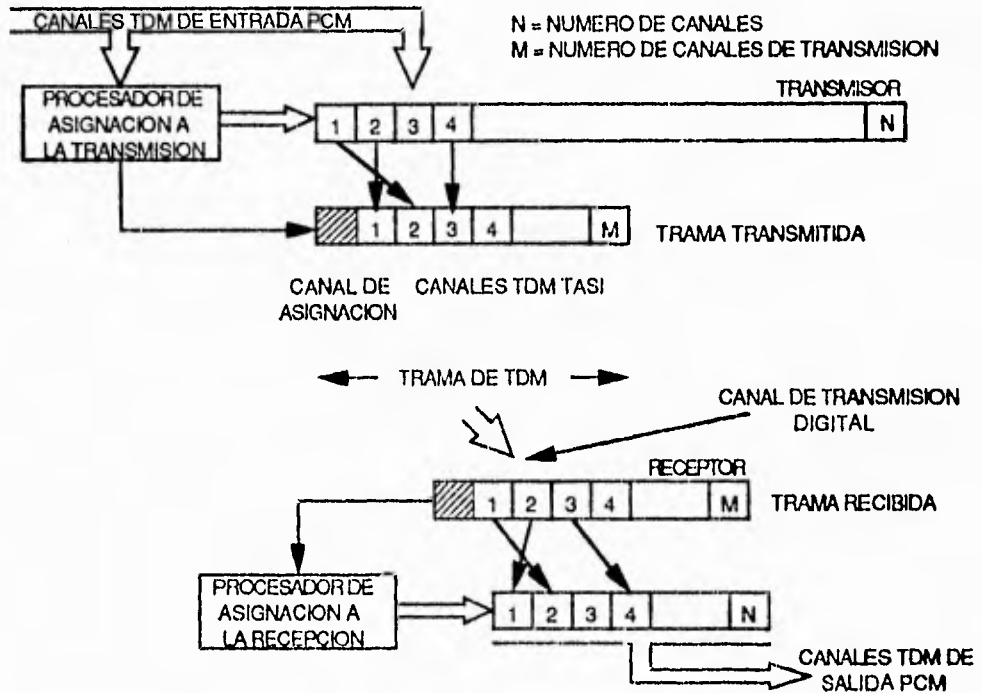 CANALES TDM DE ENTRADA PCM
N = NUMERO DE CANALES
M = NUMERO DE CANALES DE TRANSMISION
PROCESADOR DE
ASIGNACION A
LA TRANSMISION
TRANSMISOR
1 2 3 4 N
1 2 3 4 M
TRAMA TRANSMITIDA
CANAL DE
ASIGNACION
CANALES TDM TASI
TRAMA DE TDM
CANAL DE TRANSMISION
DIGITAL
RECEPTOR
1 2 3 4 M
TRAMA RECIBIDA
PROCESADOR DE
ASIGNACION A
LA RECEPCION
1 2 3 4 N
CANALES TDM DE
SALIDA PCM